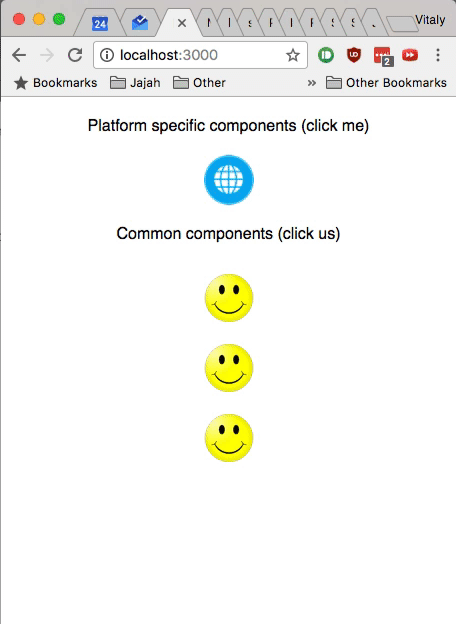 24
Vitaly
localhost:3000
2
Bookmarks Jajah Other » Other Bookmarks
Platform specific components (click me)
Common components (click us)